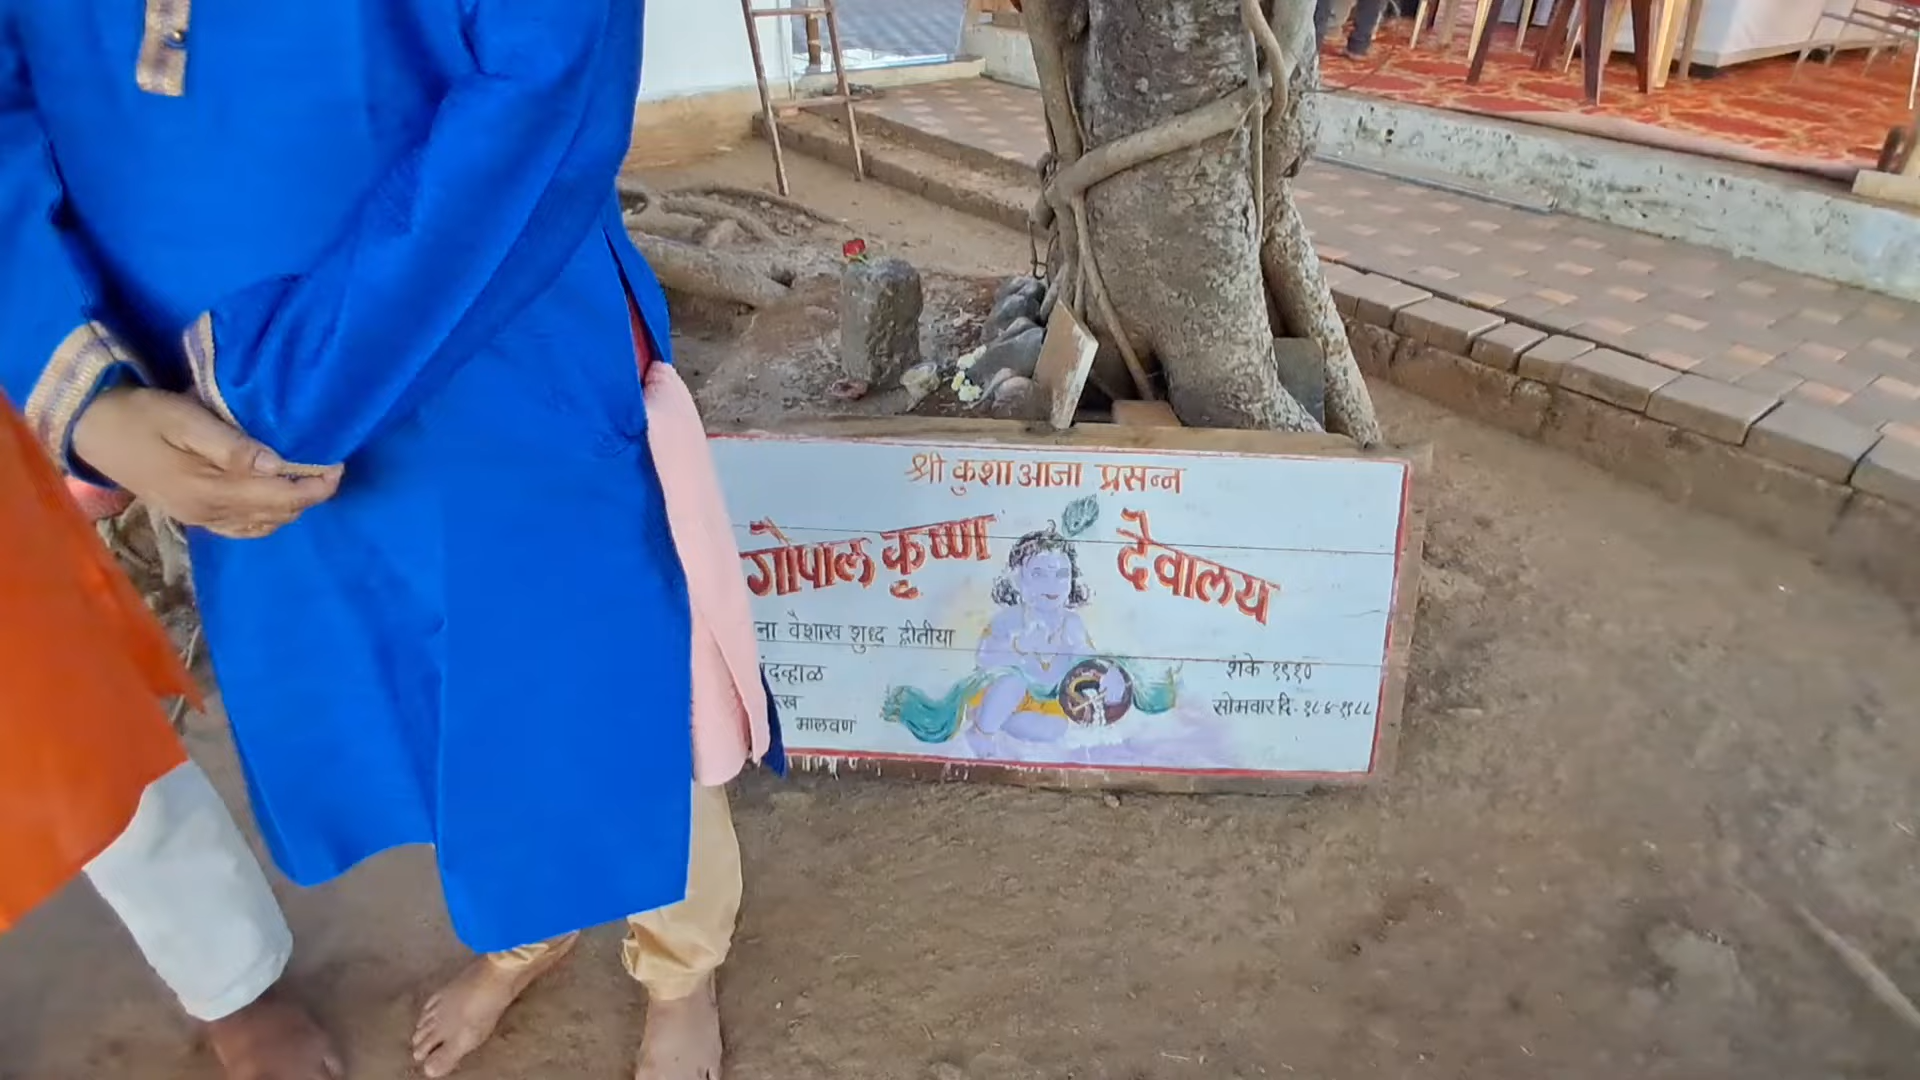 श्री कुशाआजा प्रसन्न
गोपाल कृष्ण दैवालय
वैशाख शुध्द द्वीतीया
शके १९१०
सोमवार दि. १८-४-१९८८
मालवण